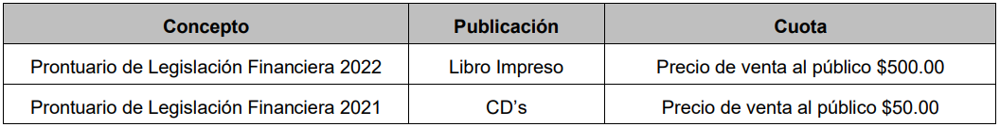 Concepto Publicación Cuota
Prontuario de Legislación Financiera 2022 Libro Impreso Precio de venta al público $500.00
Prontuario de Legislación Financiera 2021 CD’s Precio de venta al público $50.00